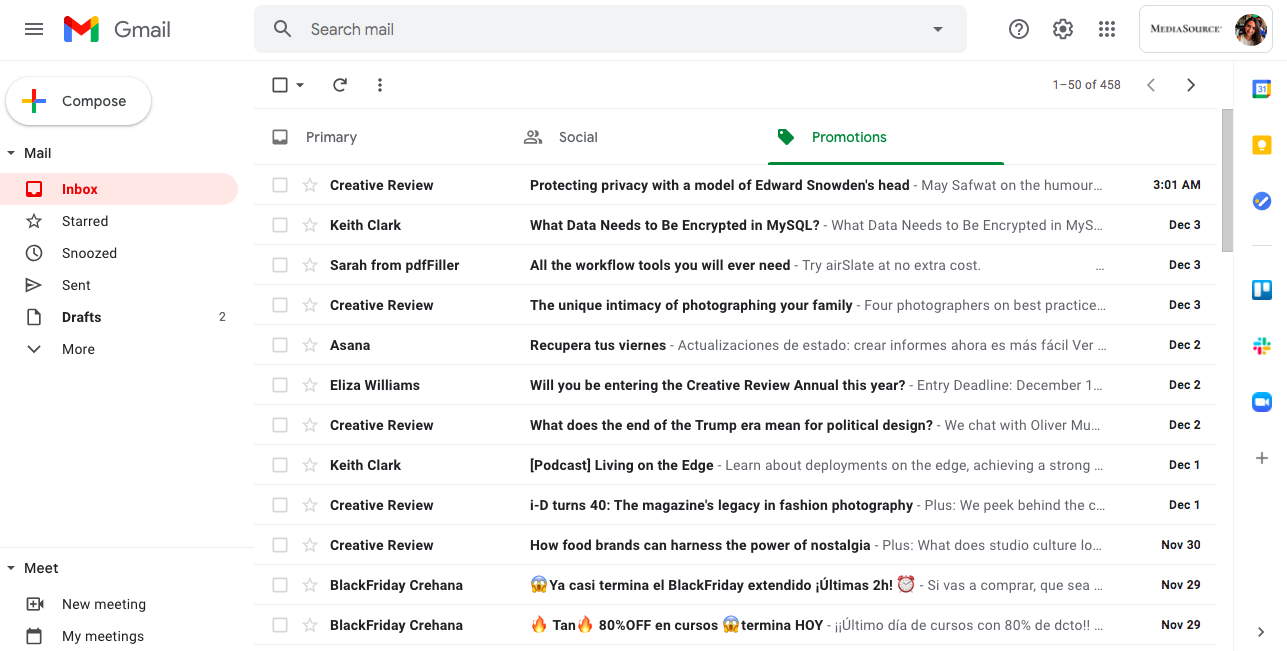 Gmail
Search mail
MEDIASOURCE
Compose
1–50 of 458
31
Mail
Primary
Social
Promotions
Inbox
Starred
Snoozed
Sent
Drafts 2
More
Creative Review Protecting privacy with a model of Edward Snowden's head - May Safwat on the humour… 3:01 AM
Keith Clark What Data Needs to Be Encrypted in MySQL? - What Data Needs to Be Encrypted in MyS… Dec 3
Sarah from pdfFiller All the workflow tools you will ever need - Try airSlate at no extra cost. … Dec 3
Creative Review The unique intimacy of photographing your family - Four photographers on best practice… Dec 3
Asana Recupera tus viernes - Actualizaciones de estado: crear informes ahora es más fácil Ver … Dec 2
Eliza Williams Will you be entering the Creative Review Annual this year? - Entry Deadline: December 1… Dec 2
Creative Review What does the end of the Trump era mean for political design? - We chat with Oliver Mu… Dec 2
Keith Clark [Podcast] Living on the Edge - Learn about deployments on the edge, achieving a strong … Dec 1
Creative Review i-D turns 40: The magazine's legacy in fashion photography - Plus: We peek behind the c… Dec 1
Creative Review How food brands can harness the power of nostalgia - Plus: What does studio culture lo… Nov 30
BlackFriday Crehana 😱Ya casi termina el BlackFriday extendido ¡Últimas 2h! ⏰ - Si vas a comprar, que sea … Nov 29
BlackFriday Crehana 🔥 Tan🔥 80%OFF en cursos 😱termina HOY - ¡¡Último día de cursos con 80% de dcto!! … Nov 29
Meet
New meeting
My meetings